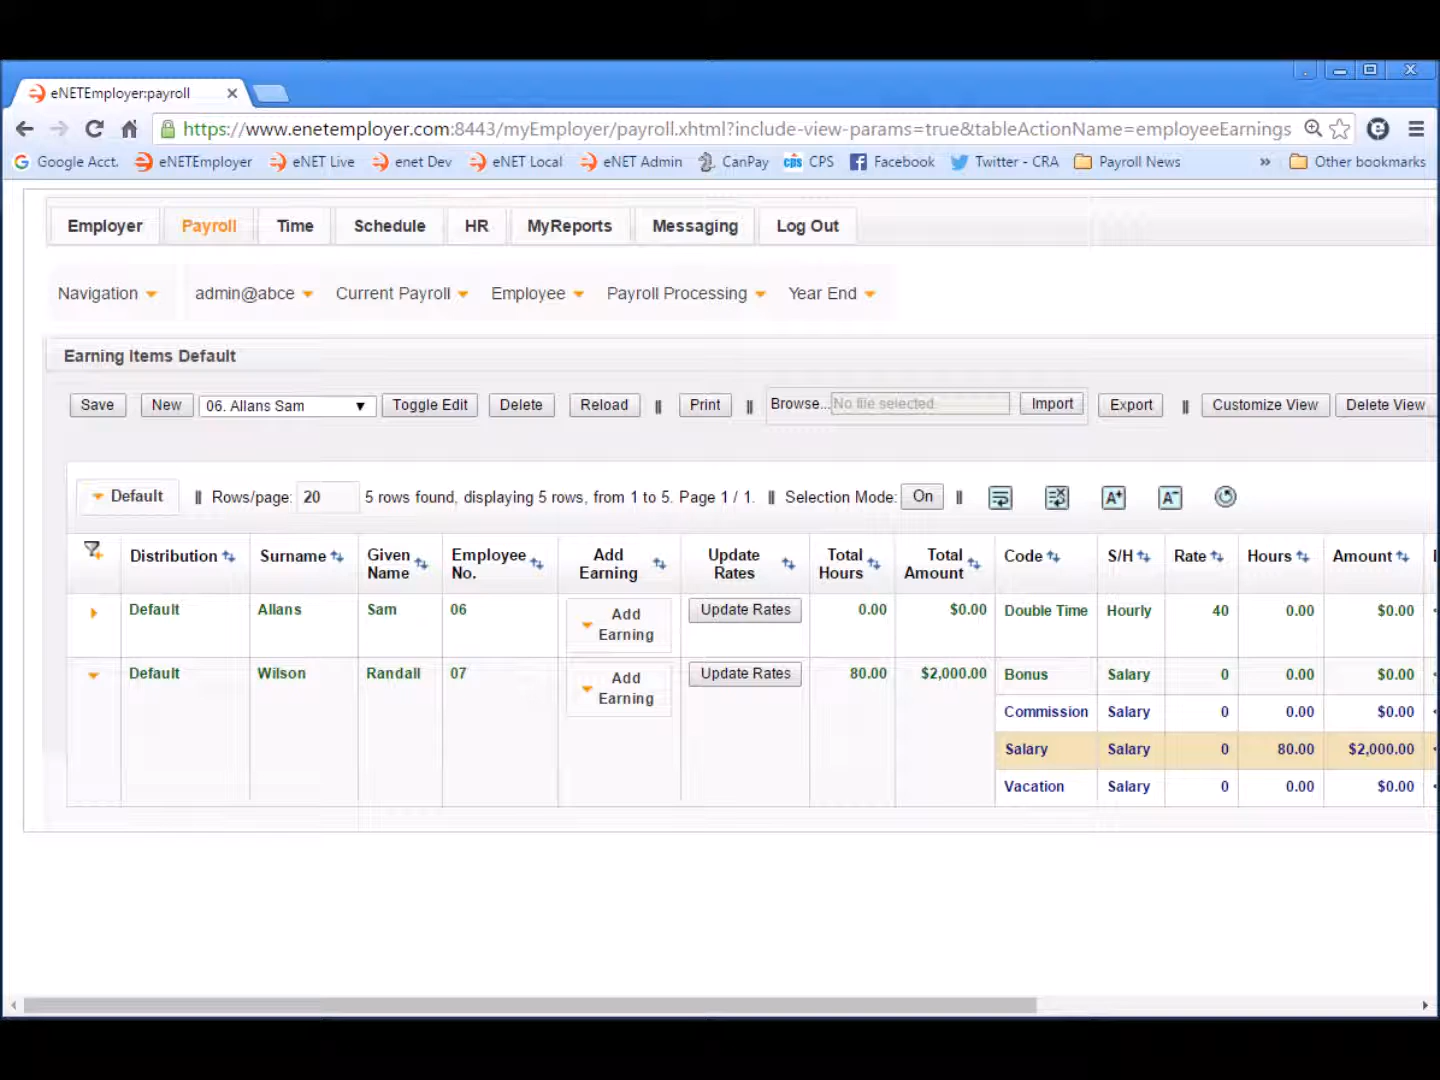 eNETEmployer:payroll
https://www.enetemployer.com:8443/myEmployer/payroll.xhtml?include-view-params=true&tableActionName=employeeEarnings
Google Acct. eNETEmployer eNET Live enet Dev eNET Local eNET Admin CanPay cps CPS Facebook Twitter - CRA Payroll News » Other bookmarks
Employer Payroll Time Schedule HR MyReports Messaging Log Out
Navigation admin@abce Current Payroll Employee Payroll Processing Year End
Earning Items Default
Save New 06. Allans Sam Toggle Edit Delete Reload || Print || Browse... No file selected Import Export || Customize View Delete View
Default || Rows/page: 20 5 rows found, displaying 5 rows, from 1 to 5. Page 1 / 1. || Selection Mode: On || A+ A-
Distribution Surname Given Name Employee No. Add Earning Update Rates Total Hours Total Amount Code S/H Rate Hours Amount
Default Allans Sam 06 Add Earning Update Rates 0.00 $0.00 Double Time Hourly 40 0.00 $0.00
Default Wilson Randall 07 Add Earning Update Rates 80.00 $2,000.00 Bonus Salary 0 0.00 $0.00
Commission Salary 0 0.00 $0.00
Salary Salary 0 80.00 $2,000.00
Vacation Salary 0 0.00 $0.00